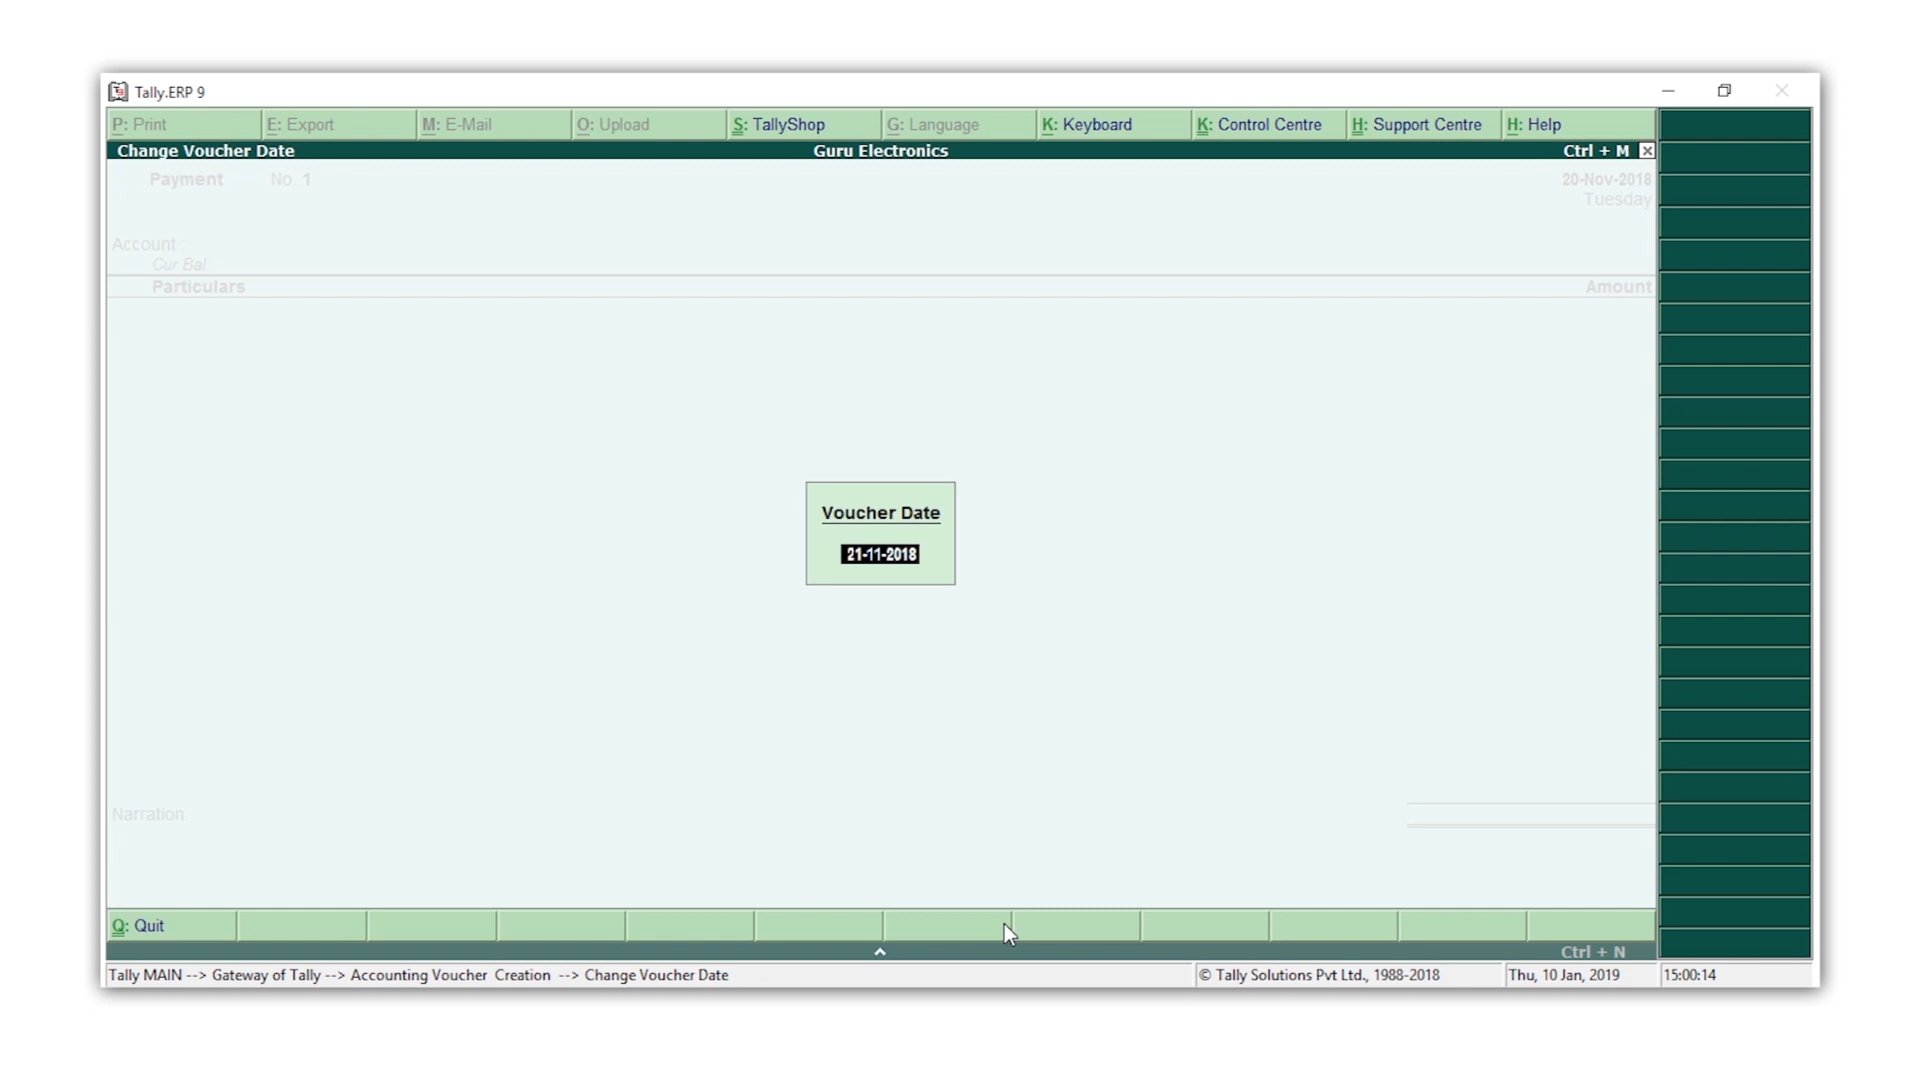 Tally.ERP 9
P: Print E: Export M: E-Mail O: Upload S: TallyShop G: Language K: Keyboard K: Control Centre H: Support Centre H: Help
Change Voucher Date Guru Electronics Ctrl + M
Payment No. 1 20-Nov-2018
Tuesday
Account :
Cur Bal:
Particulars Amount
Voucher Date
21-11-2018
Narration:
Q: Quit
Ctrl + N
Tally MAIN --> Gateway of Tally --> Accounting Voucher Creation --> Change Voucher Date © Tally Solutions Pvt Ltd., 1988-2018 Thu, 10 Jan, 2019 15:00:14